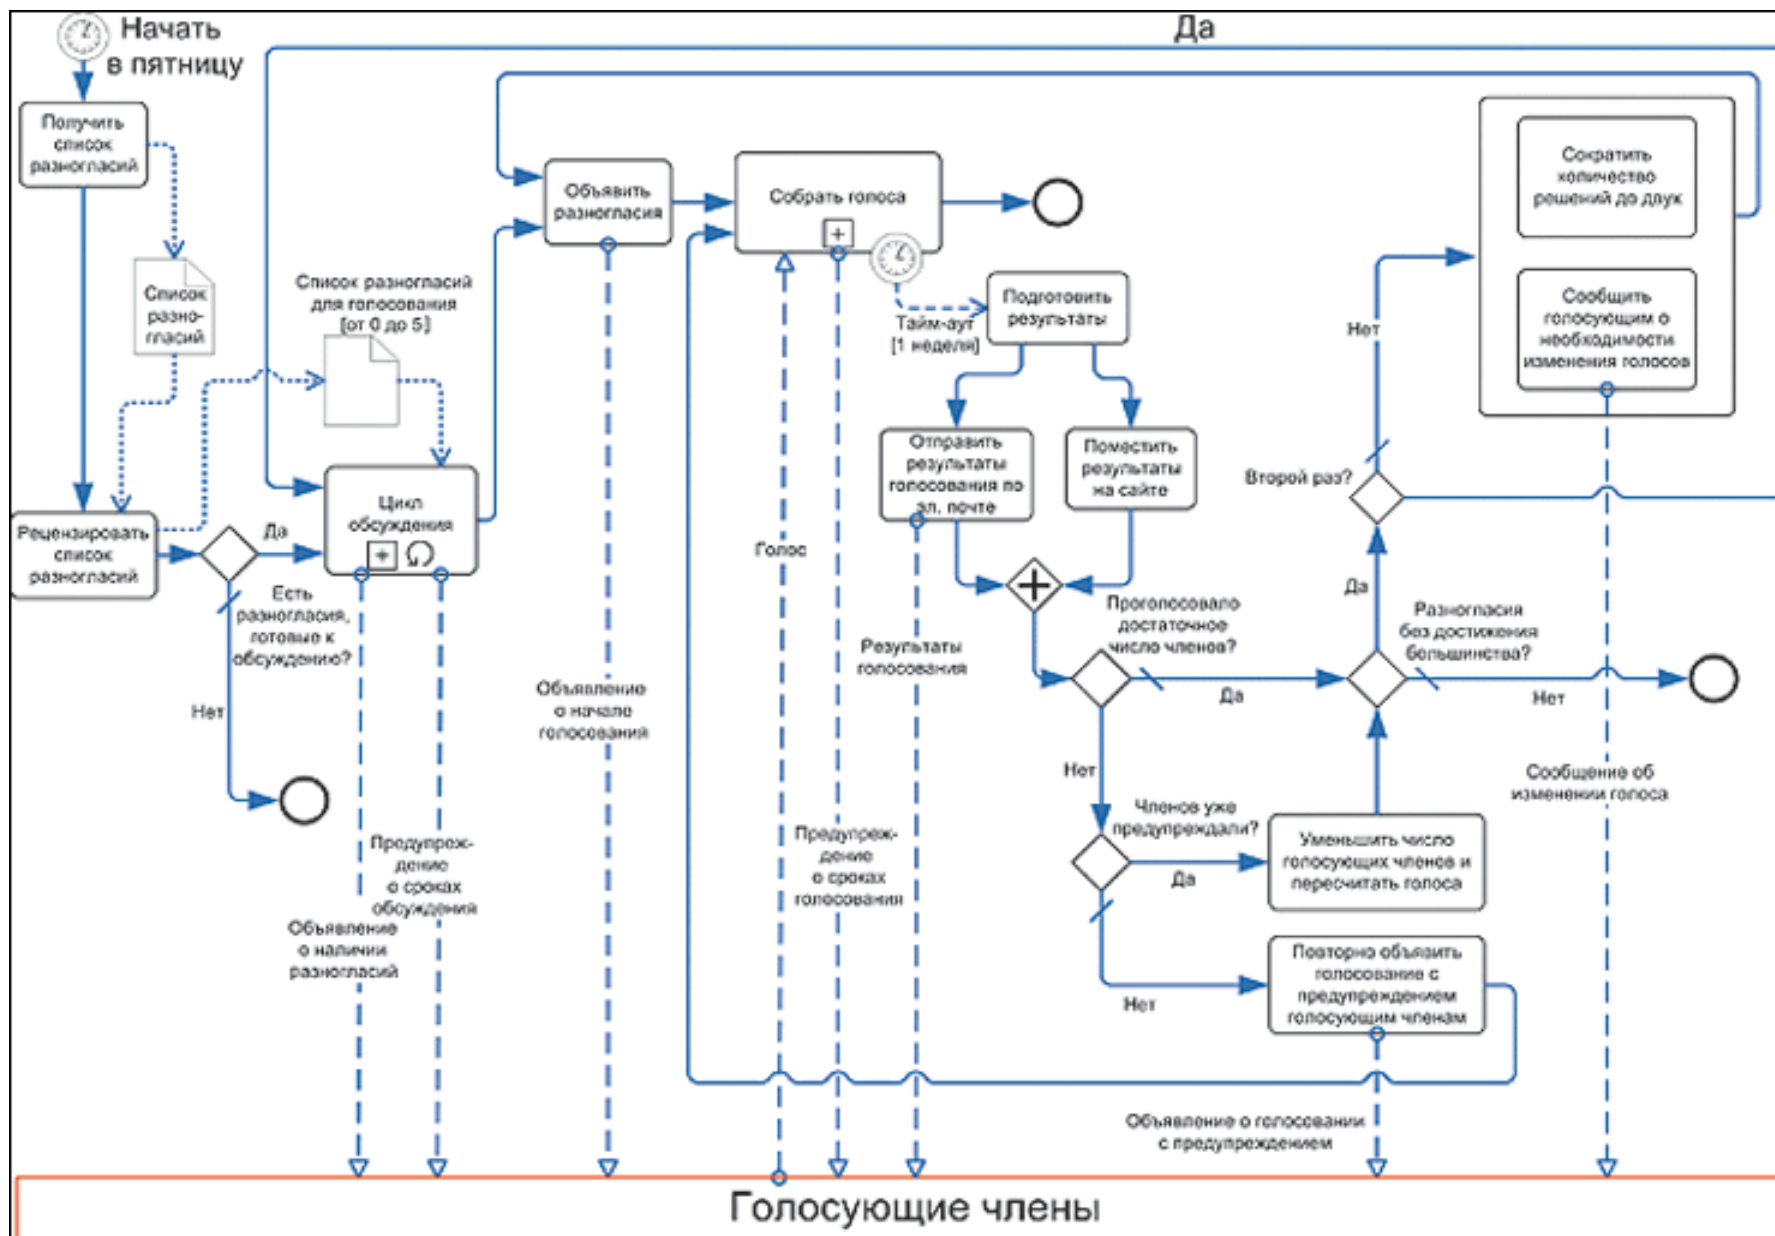 Начать
в пятницу
Да
Получить
список
разногласий
Список
разно-
гласий
Список разногласий
для голосования
[от 0 до 5]
Объявить
разногласия
Собрать голоса
Тайм-аут
[1 неделя]
Подготовить
результаты
Сократить
количество
решений до двух
Сообщить
голосующим о
необходимости
изменения голосов
Нет
Отправить
результаты
голосования по
эл. почте
Поместить
результаты
на сайте
Второй раз?
Рецензировать
список
разногласий
Да
Цикл
обсуждения
Есть
разногласия,
готовые к
обсуждению?
Нет
Голос
Результаты
голосования
Проголосовало
достаточное
число членов?
Да
Да
Разногласия
без достижения
большинства?
Нет
Объявление
о начале
голосования
Нет
Членов уже
предупреждали?
Да
Уменьшить число
голосующих членов и
пересчитать голоса
Сообщение об
изменении голоса
Предупреж-
дение
о сроках
обсуждения
Предупреж-
дение
о сроках
голосования
Объявление
о наличии
разногласий
Нет
Повторно объявить
голосование с
предупреждением
голосующим членам
Объявление о голосовании
с предупреждением
Голосующие члены